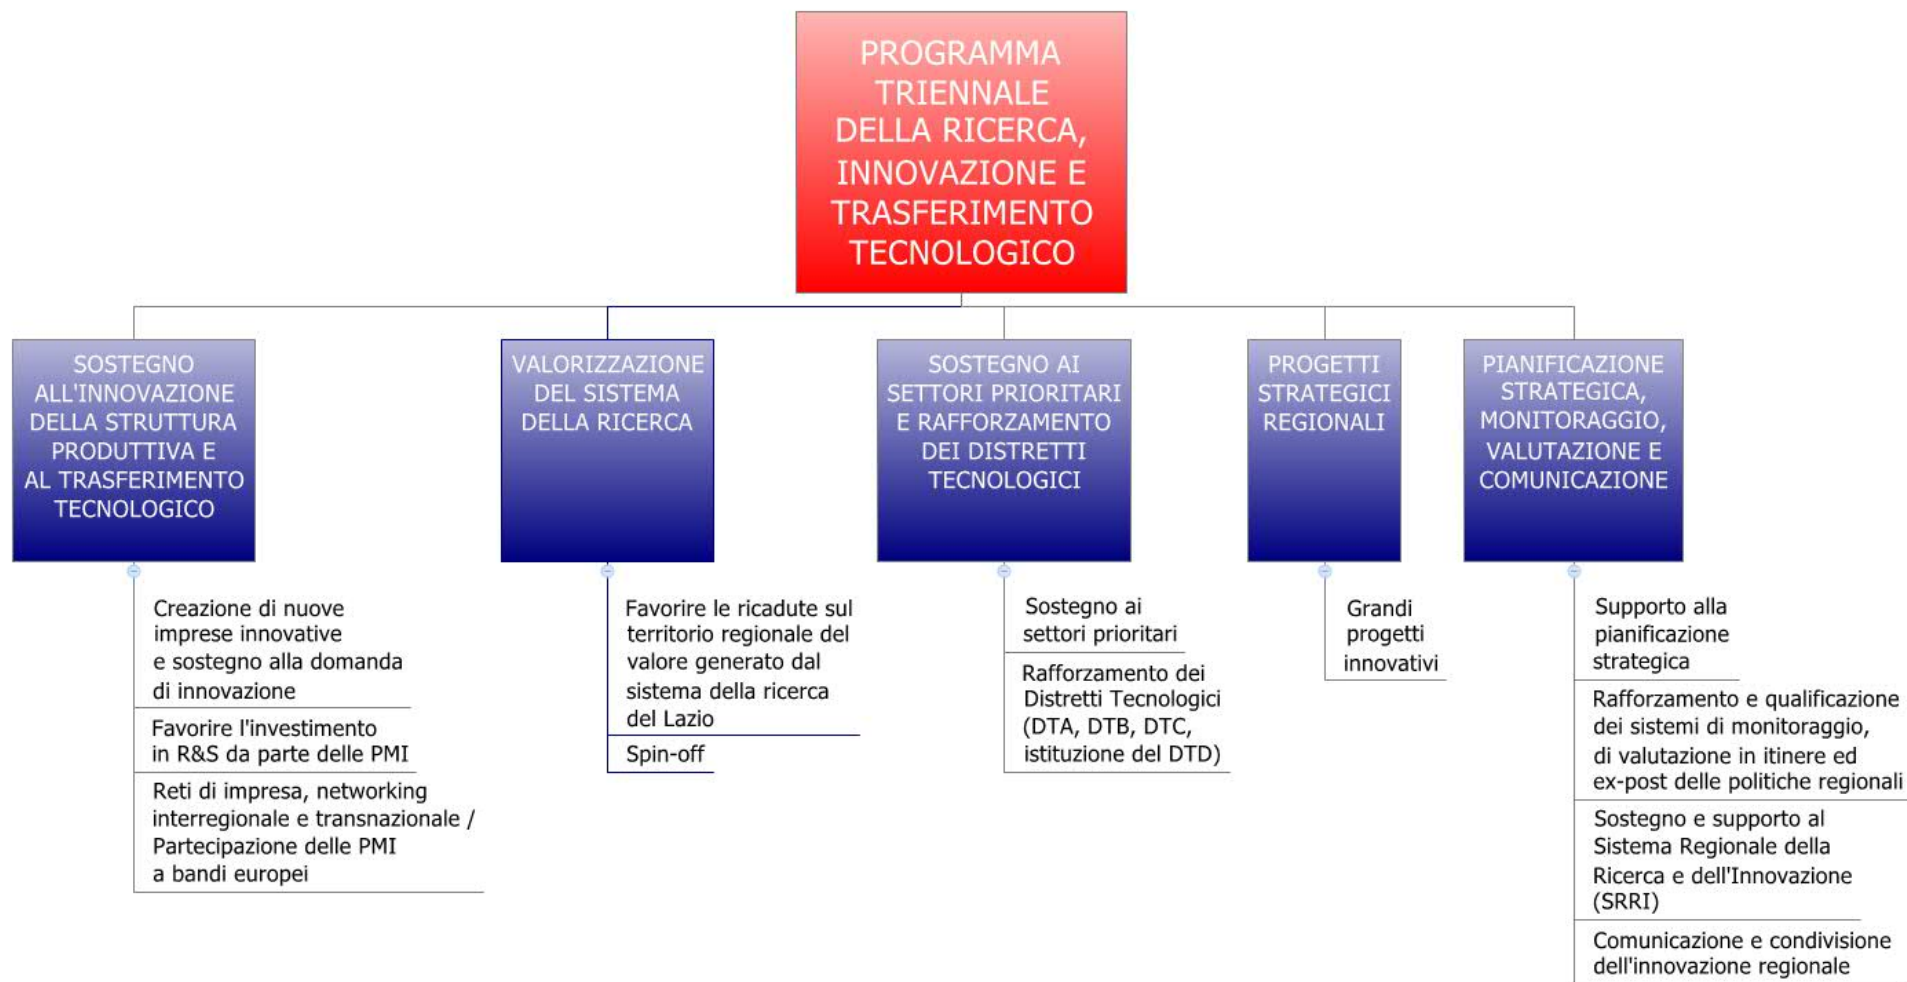 PROGRAMMA
TRIENNALE
DELLA RICERCA,
INNOVAZIONE E
TRASFERIMENTO
TECNOLOGICO
SOSTEGNO
ALL'INNOVAZIONE
DELLA STRUTTURA
PRODUTTIVA E
AL TRASFERIMENTO
TECNOLOGICO
Creazione di nuove
imprese innovative
e sostegno alla domanda
di innovazione
Favorire l'investimento
in R&S da parte delle PMI
Reti di impresa, networking
interregionale e transnazionale /
Partecipazione delle PMI
a bandi europei
VALORIZZAZIONE
DEL SISTEMA
DELLA RICERCA
Favorire le ricadute sul
territorio regionale del
valore generato dal
sistema della ricerca
del Lazio
Spin-off
SOSTEGNO AI
SETTORI PRIORITARI
E RAFFORZAMENTO
DEI DISTRETTI
TECNOLOGICI
Sostegno ai
settori prioritari
Rafforzamento dei
Distretti Tecnologici
(DTA, DTB, DTC,
istituzione del DTD)
PROGETTI
STRATEGICI
REGIONALI
Grandi
progetti
innovativi
PIANIFICAZIONE
STRATEGICA,
MONITORAGGIO,
VALUTAZIONE E
COMUNICAZIONE
Supporto alla
pianificazione
strategica
Rafforzamento e qualificazione
dei sistemi di monitoraggio,
di valutazione in itinere ed
ex-post delle politiche regionali
Sostegno e supporto al
Sistema Regionale della
Ricerca e dell'Innovazione
(SRRI)
Comunicazione e condivisione
dell'innovazione regionale